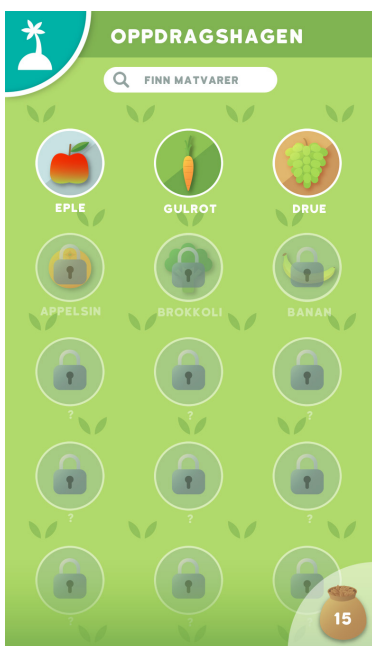 OPPDRAGSHAGEN
FINN MATVARER
EPLE GULROT DRUE
APPELSIN BROKKOLI BANAN
? ? ?
? ? ?
? ? ?
15